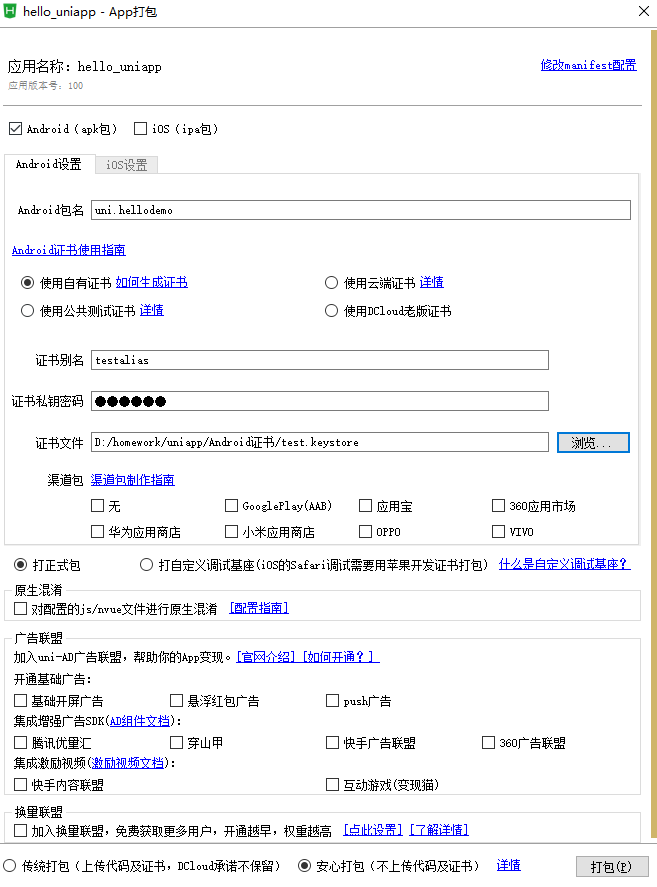 hello_uniapp - App打包
应用名称：hello_uniapp
修改manifest配置
应用版本号：100
Android（apk包） iOS（ipa包）
Android设置 iOS设置
Android包名 uni.hellodemo
Android证书使用指南
使用自有证书 如何生成证书 使用云端证书 详情
使用公共测试证书 详情 使用DCloud老版证书
证书别名 testalias
证书私钥密码 ●●●●●●
证书文件 D:/homework/uniapp/Android证书/test.keystore 浏览...
渠道包 渠道包制作指南
无 GooglePlay(AAB) 应用宝 360应用市场
华为应用商店 小米应用商店 OPPO VIVO
打正式包 打自定义调试基座(iOS的Safari调试需要用苹果开发证书打包) 什么是自定义调试基座？
原生混淆
对配置的js/nvue文件进行原生混淆 [配置指南]
广告联盟
加入uni-AD广告联盟，帮助你的App变现。[官网介绍] [如何开通？]
开通基础广告：
基础开屏广告 悬浮红包广告 push广告
集成增强广告SDK(AD组件文档)：
腾讯优量汇 穿山甲 快手广告联盟 360广告联盟
集成激励视频(激励视频文档)：
快手内容联盟 互动游戏(变现猫)
换量联盟
加入换量联盟，免费获取更多用户，开通越早，权重越高 [点此设置] [了解详情]
传统打包（上传代码及证书，DCloud承诺不保留） 安心打包（不上传代码及证书） 详情 打包(P)